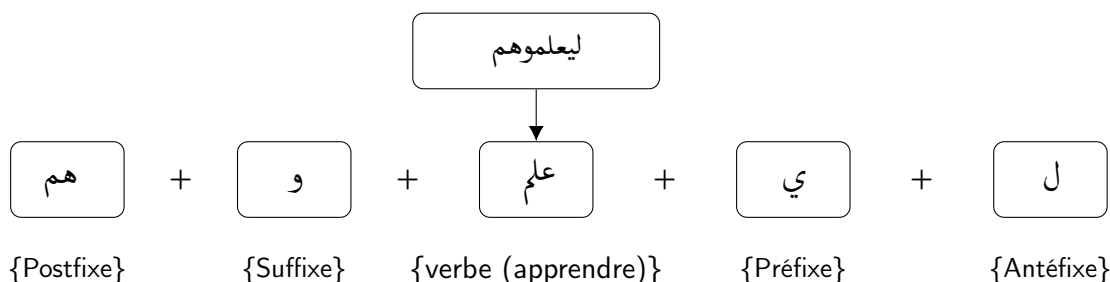 ليعلموهم
هم + و + علم + ي + ل
{Postfixe} {Suffixe} {verbe (apprendre)} {Préfixe} {Antéfixe}